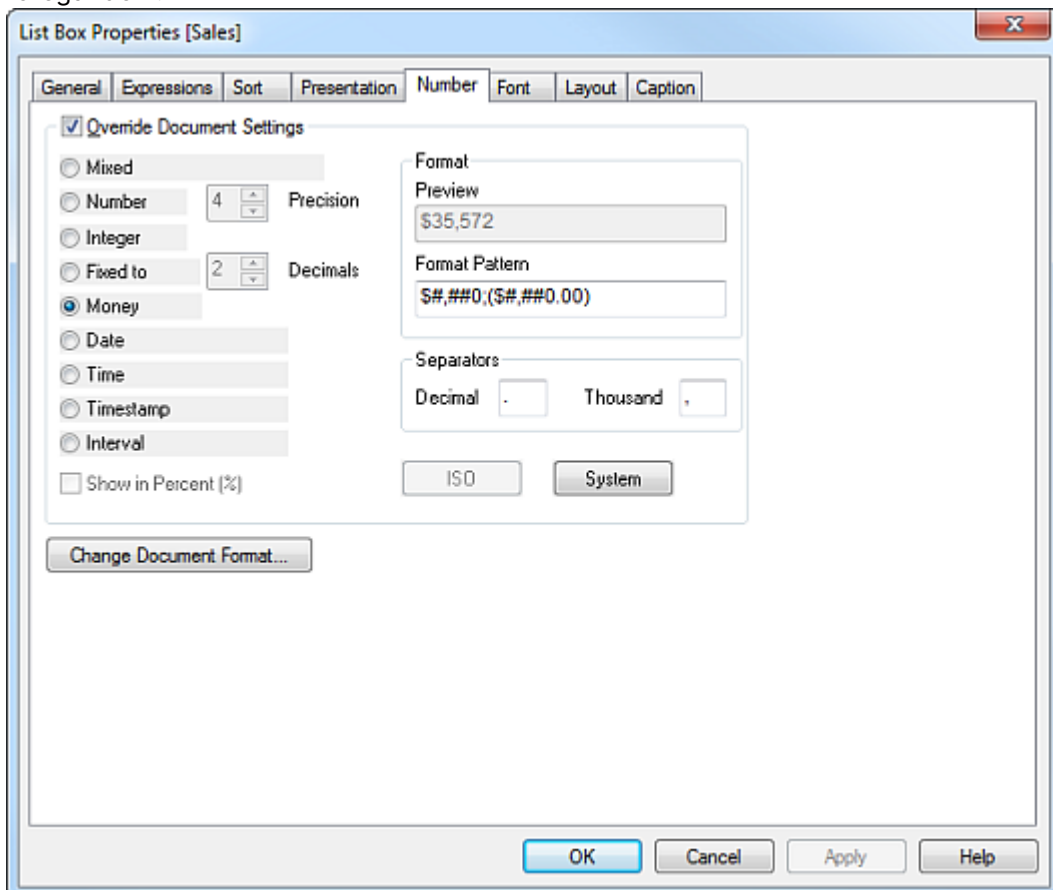 List Box Properties [Sales]
General Expressions Sort Presentation Number Font Layout Caption
Override Document Settings
Mixed
Number 4 Precision
Integer
Fixed to 2 Decimals
Money
Date
Time
Timestamp
Interval
Show in Percent (%)
Format
Preview
$35,572
Format Pattern
$#,##0;($#,##0.00)
Separators
Decimal . Thousand ,
ISO System
Change Document Format...
OK Cancel Apply Help